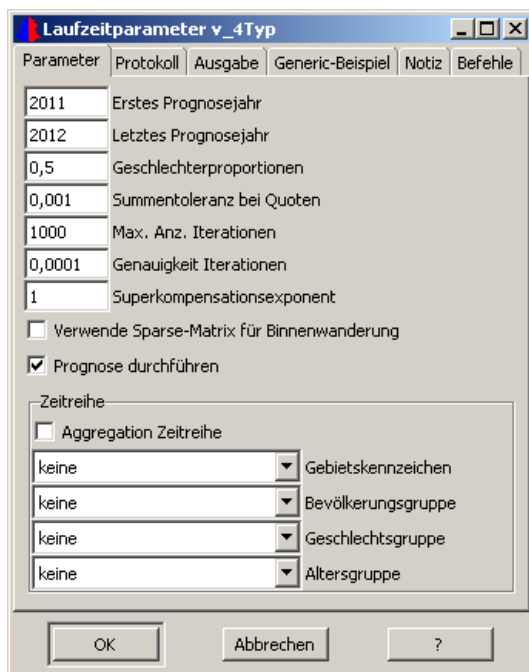 Laufzeitparameter v_4Typ
Parameter Protokoll Ausgabe Generic-Beispiel Notiz Befehle
2011 Erstes Prognosejahr
2012 Letztes Prognosejahr
0,5 Geschlechterproportionen
0,001 Summentoleranz bei Quoten
1000 Max. Anz. Iterationen
0,0001 Genauigkeit Iterationen
1 Superkompensationsexponent
Verwende Sparse-Matrix für Binnenwanderung
Prognose durchführen
Zeitreihe
Aggregation Zeitreihe
keine Gebietskennzeichen
keine Bevölkerungsgruppe
keine Geschlechtsgruppe
keine Altersgruppe
OK Abbrechen ?